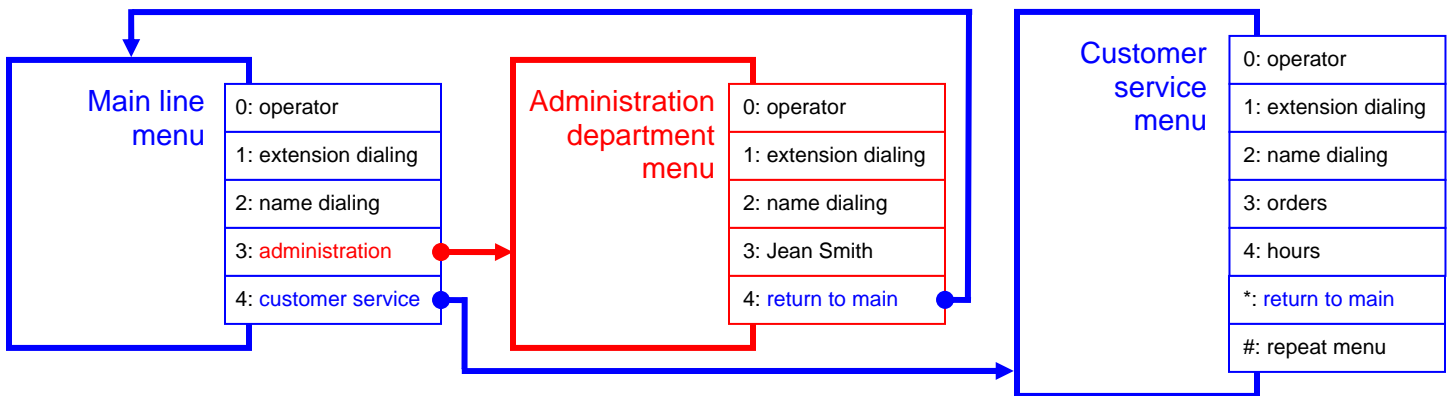 Main line
menu
0: operator
1: extension dialing
2: name dialing
3: administration
4: customer service
Administration
department
menu
0: operator
1: extension dialing
2: name dialing
3: Jean Smith
4: return to main
Customer
service
menu
0: operator
1: extension dialing
2: name dialing
3: orders
4: hours
*: return to main
#: repeat menu